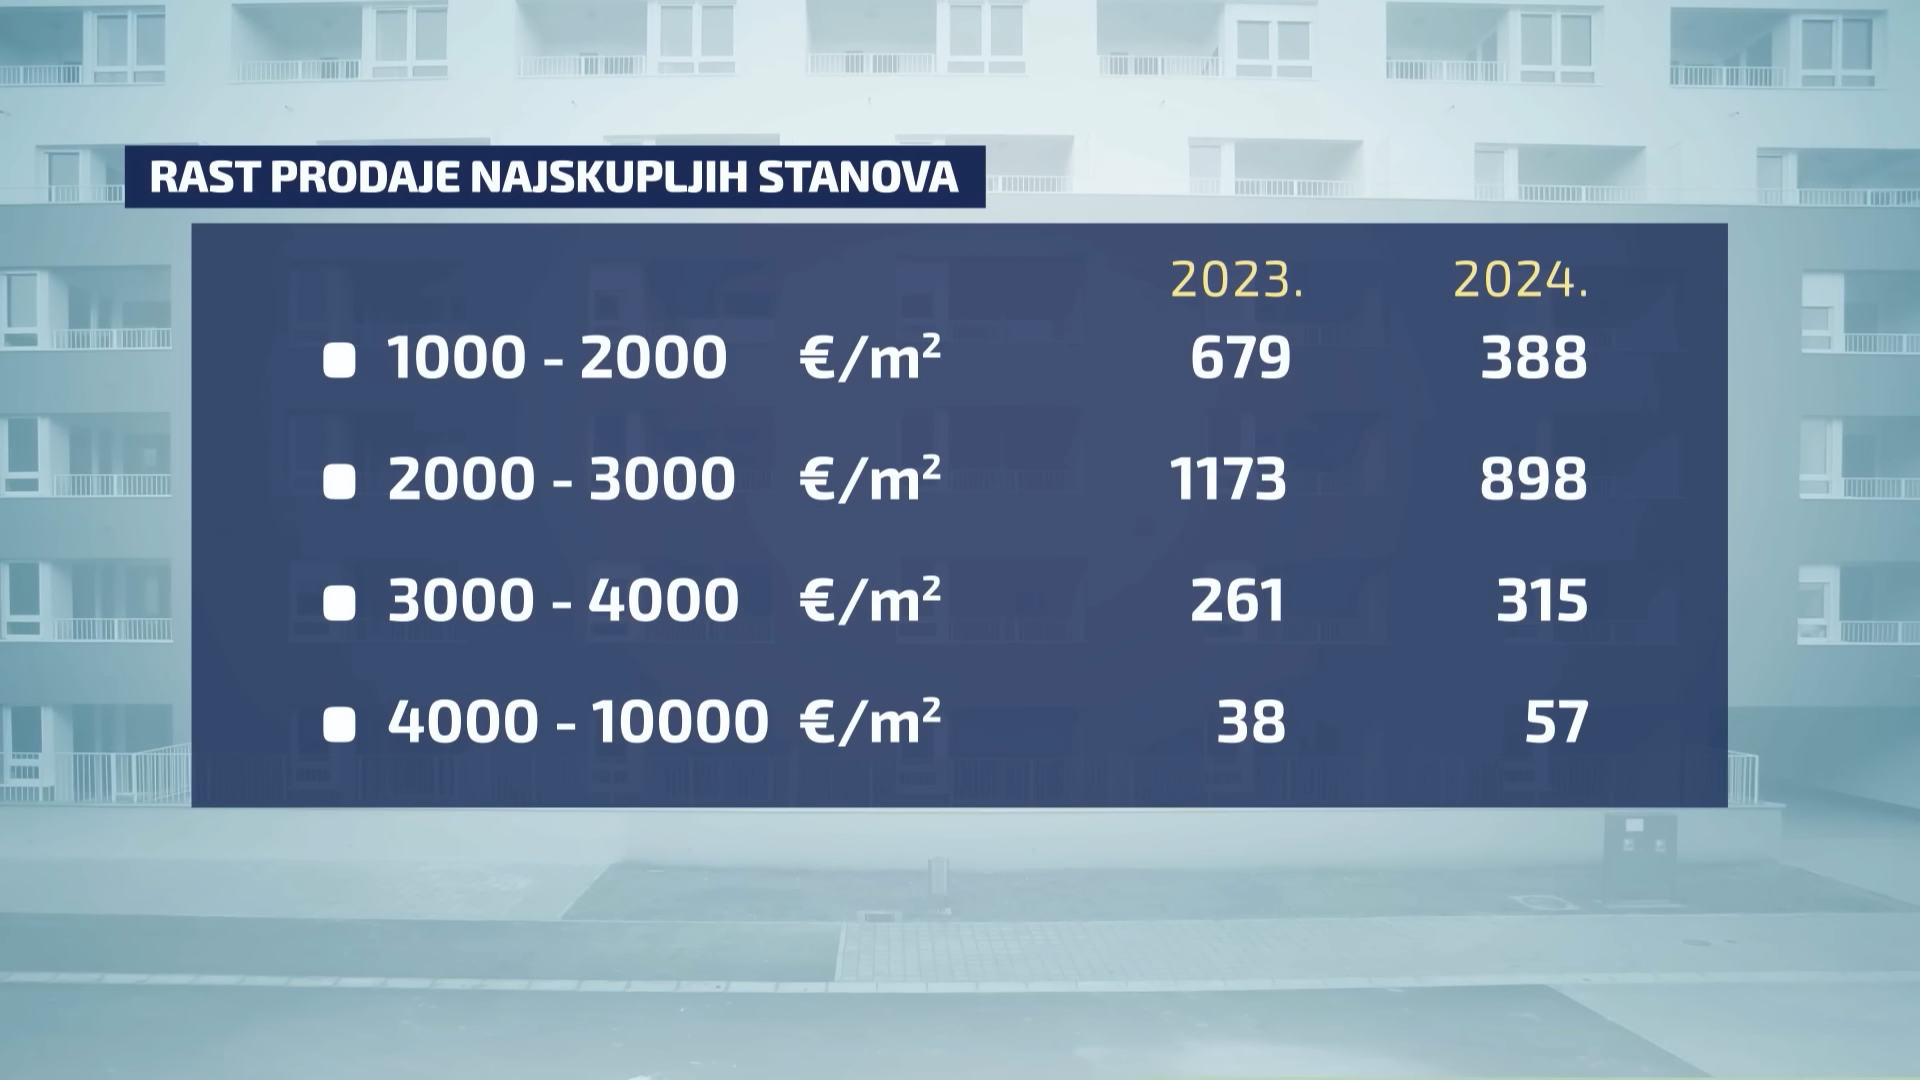 RAST PRODAJE NAJSKUPLJIH STANOVA
2023. 2024.
1000 - 2000 €/m² 679 388
2000 - 3000 €/m² 1173 898
3000 - 4000 €/m² 261 315
4000 - 10000 €/m² 38 57